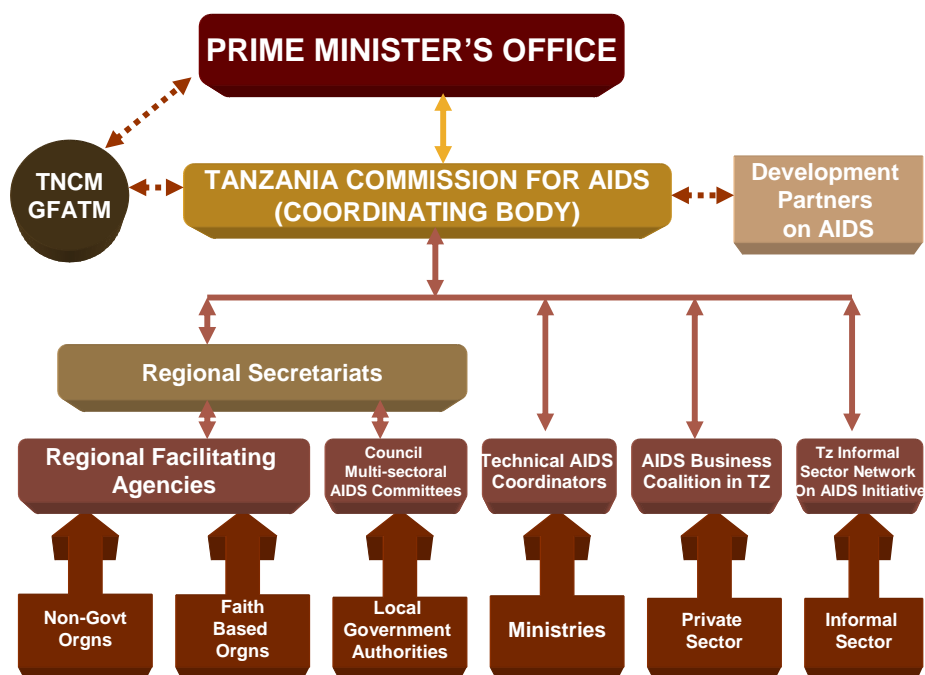 PRIME MINISTER’S OFFICE
TNCM
GFATM
TANZANIA COMMISSION FOR AIDS
(COORDINATING BODY)
Development
Partners
on AIDS
Regional Secretariats
Regional Facilitating
Agencies
Council
Multi-sectoral
AIDS Committees
Technical AIDS
Coordinators
AIDS Business
Coalition in TZ
Tz Informal
Sector Network
On AIDS Initiative
Non-Govt
Orgns
Faith
Based
Orgns
Local
Government
Authorities
Ministries
Private
Sector
Informal
Sector